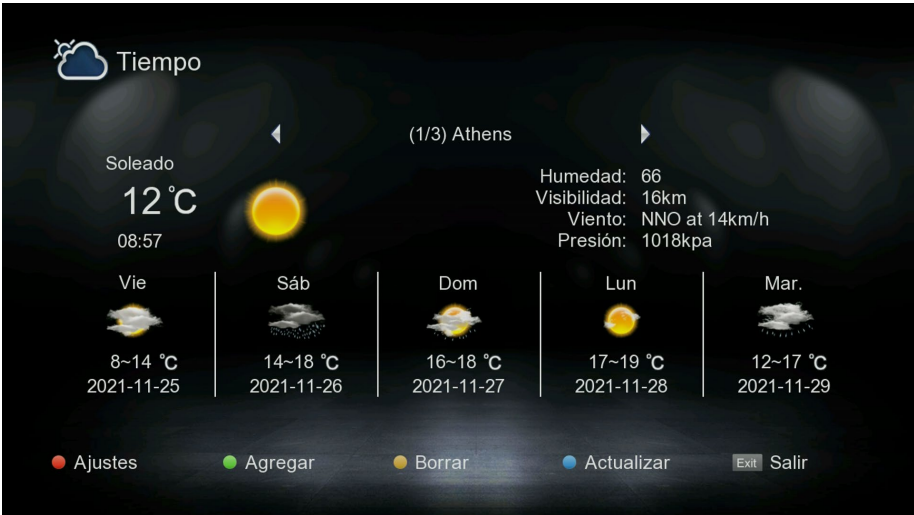 Tiempo
(1/3) Athens
Soleado
12 °C
08:57
Humedad: 66
Visibilidad: 16km
Viento: NNO at 14km/h
Presión: 1018kpa
Vie Sáb Dom Lun Mar.
8~14 °C 14~18 °C 16~18 °C 17~19 °C 12~17 °C
2021-11-25 2021-11-26 2021-11-27 2021-11-28 2021-11-29
Ajustes Agregar Borrar Actualizar Exit Salir